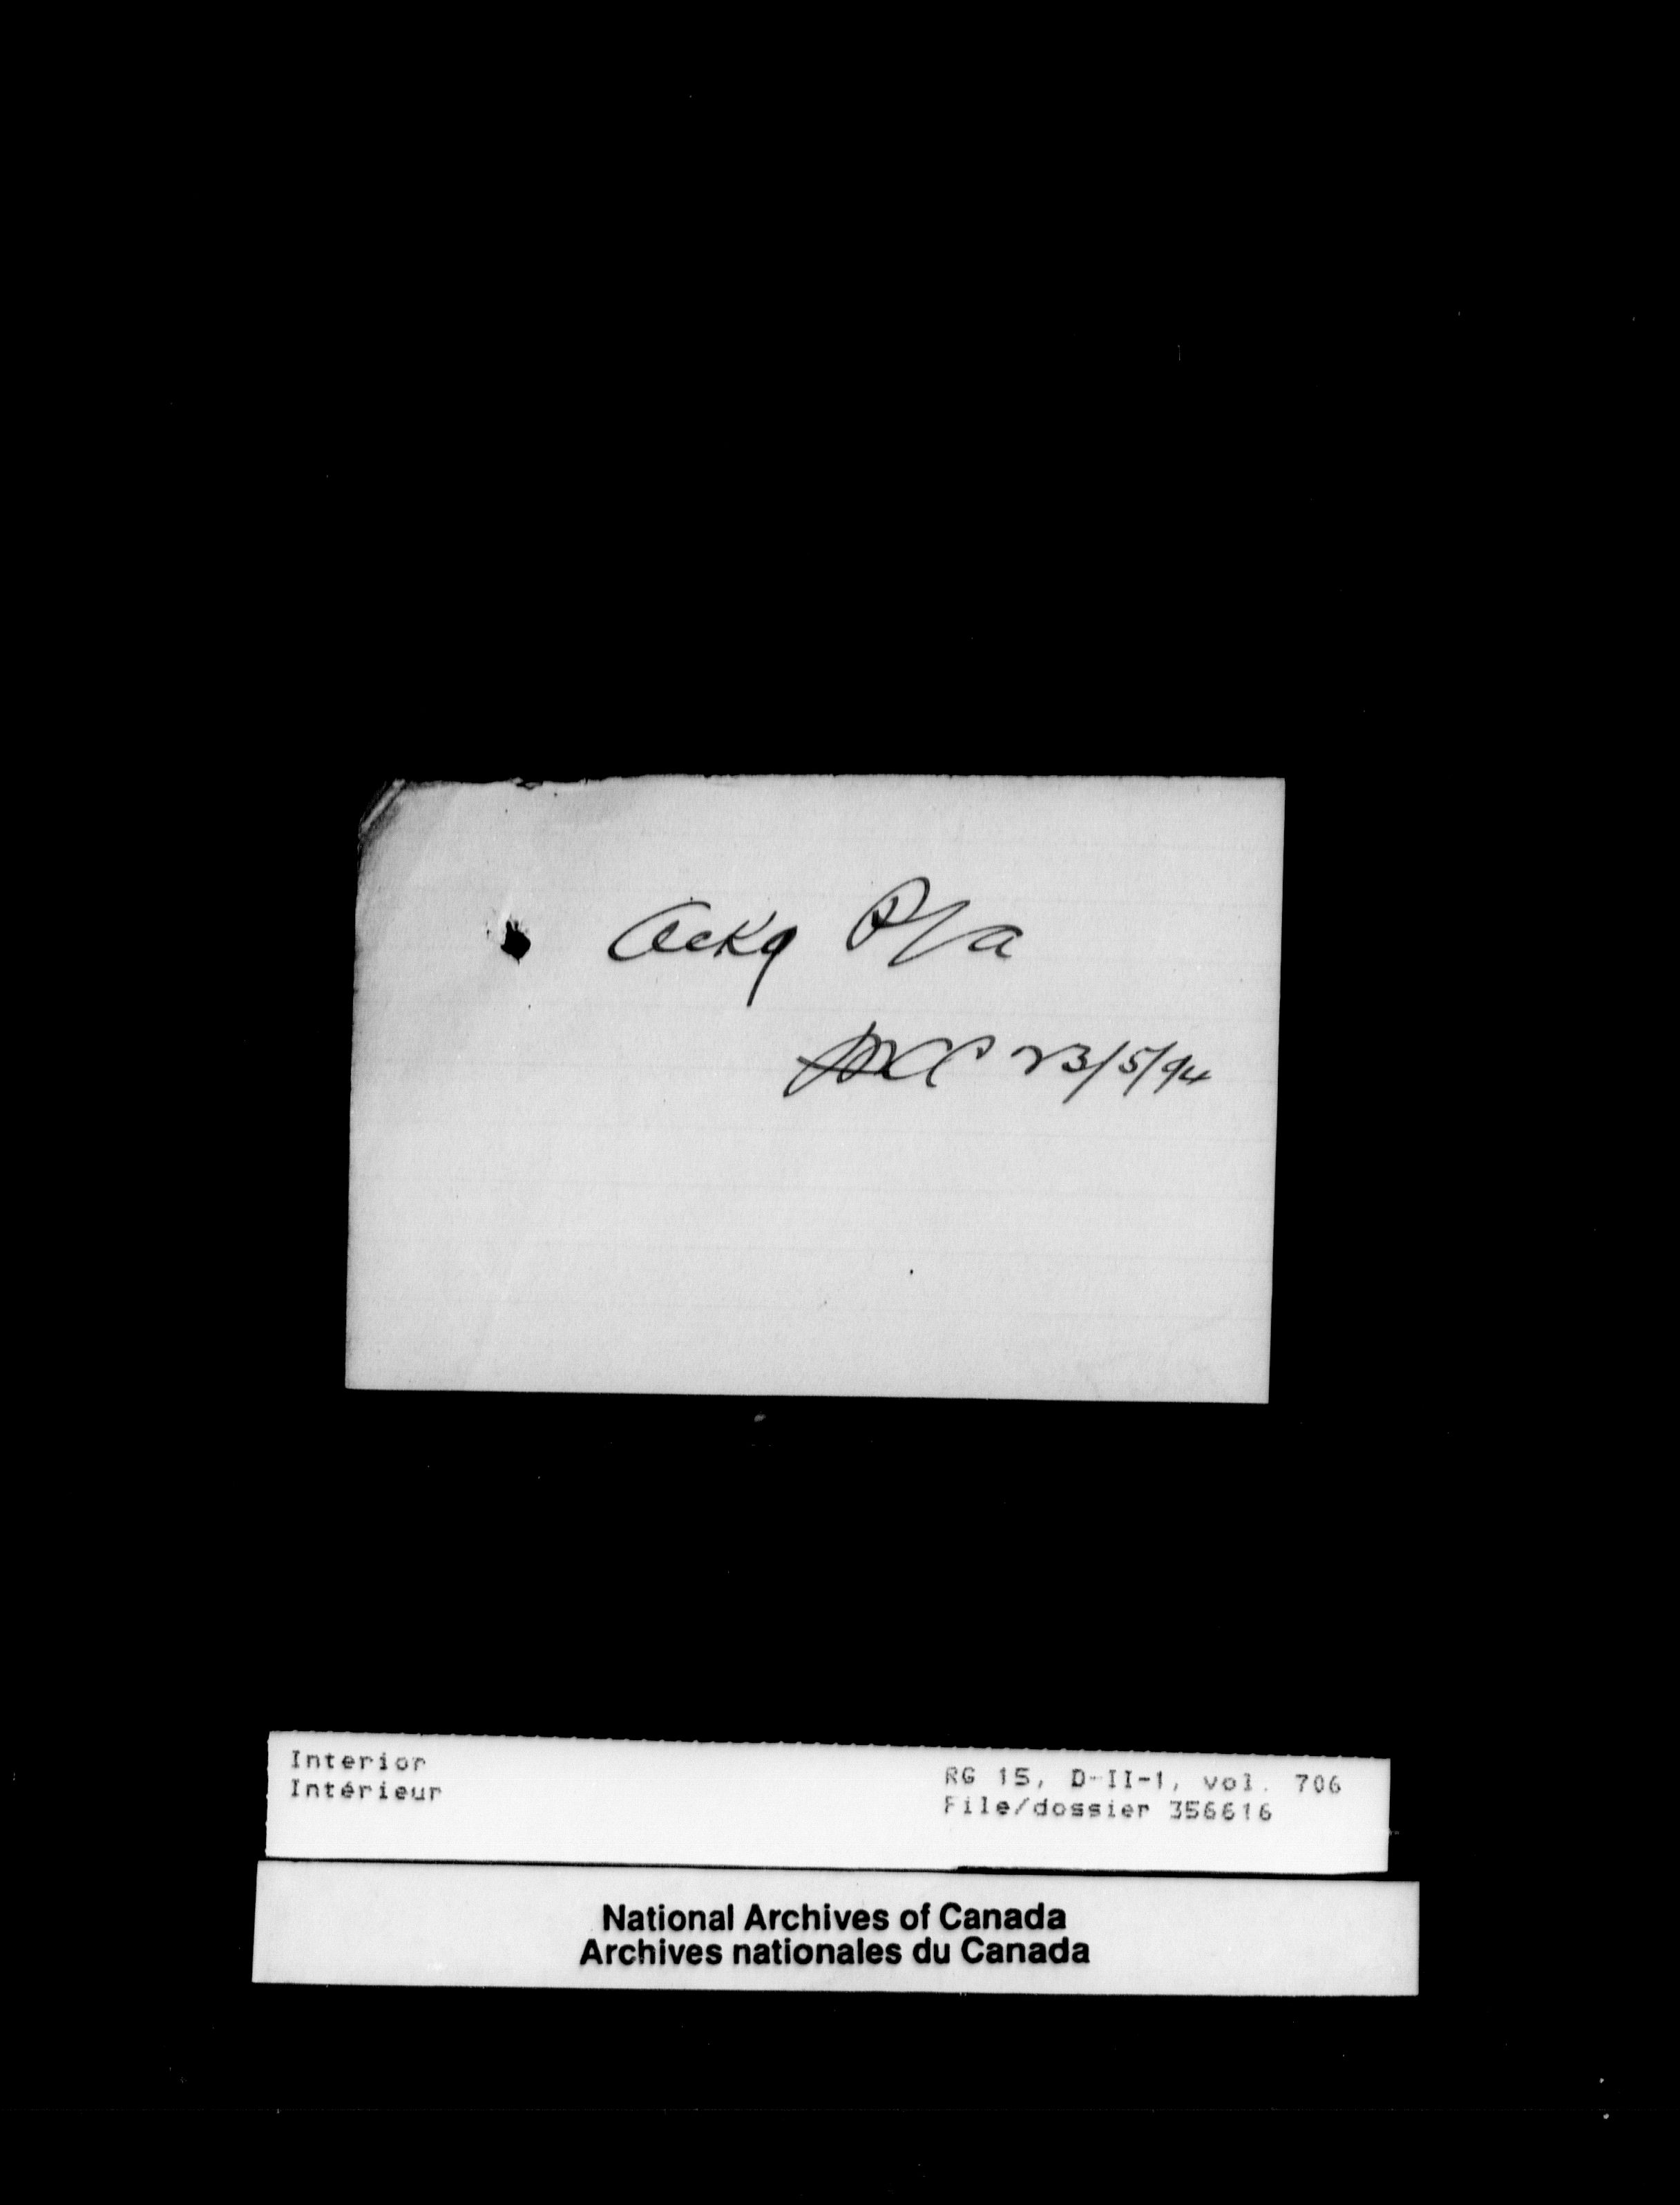 Ackg P/a
23/5/94
Interior
Intérieur
RG 15, D-II-1, vol. 706
File/dossier 356616
National Archives of Canada
Archives nationales du Canada